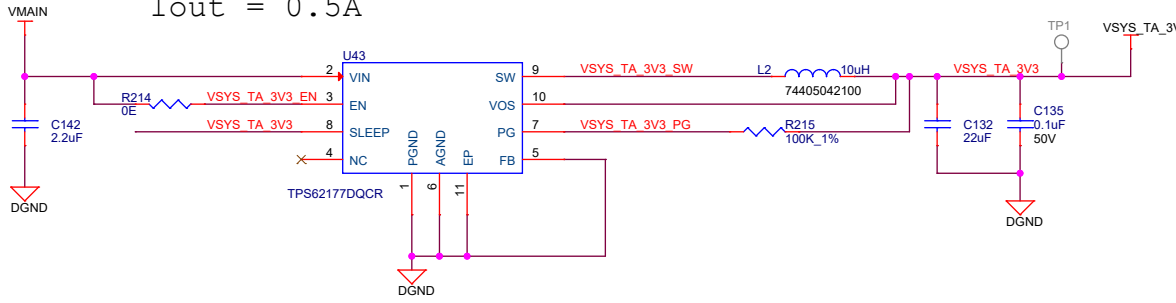 Iout = 0.5A
VMAIN
TP1
VSYS_TA_3V
U43
2 VIN
SW 9
VSYS_TA_3V3_SW
L2
10uH
74405042100
VSYS_TA_3V3
R214
0E
VSYS_TA_3V3_EN
3 EN
VOS 10
VSYS_TA_3V3
8 SLEEP
PG 7
VSYS_TA_3V3_PG
R215
100K_1%
4 NC
FB 5
PGND
AGND
EP
1
6
11
TPS62177DQCR
C142
2.2uF
C132
22uF
C135
0.1uF
50V
DGND
DGND
DGND